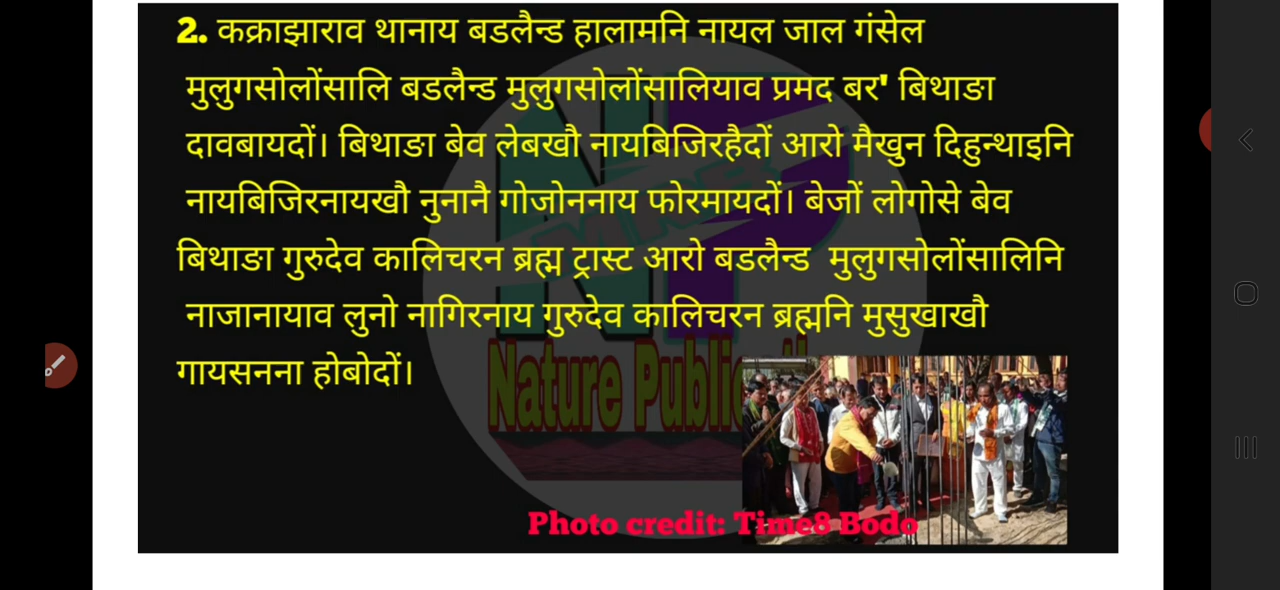 2. कक्राझाराव थानाय बडलैन्ड हालामनि नायल जाल गंसेल
मुलुगसोलोंसालि बडलैन्ड मुलुगसोलोंसालियाव प्रमद बर' बिथाङा
दावबायदों। बिथाङा बेव लेबखौ नायबिजिरहैदों आरो मैखुन दिहुन्थाइनि
नायबिजिरनायखौ नुनानै गोजोननाय फोरमायदों। बेजों लोगोसे बेव
बिथाङा गुरुदेव कालिचरन ब्रह्म ट्रास्ट आरो बडलैन्ड मुलुगसोलोंसालिनि
नाजानायाव लुनो नागिरनाय गुरुदेव कालिचरन ब्रह्मनि मुसुखाखौ
गायसनना होबोदों।
Nature Public
Photo credit: Time8 Bodo